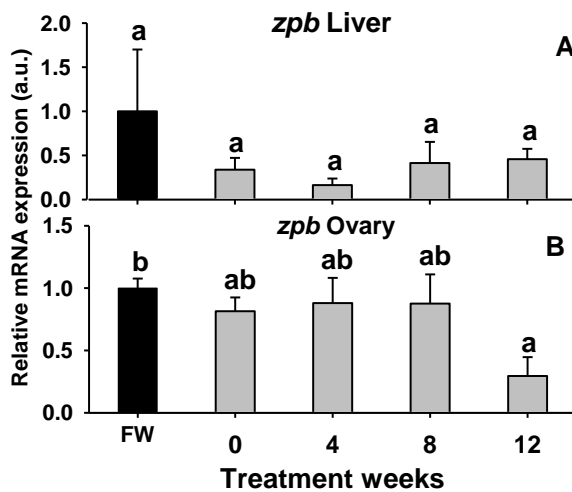 zpb Liver
A
Relative mRNA expression (a.u.)
2.0
1.5
1.0
0.5
0.0
a
a
a
a
a
zpb Ovary
B
1.5
1.0
0.5
0.0
b
ab
ab
ab
a
FW 0 4 8 12
Treatment weeks